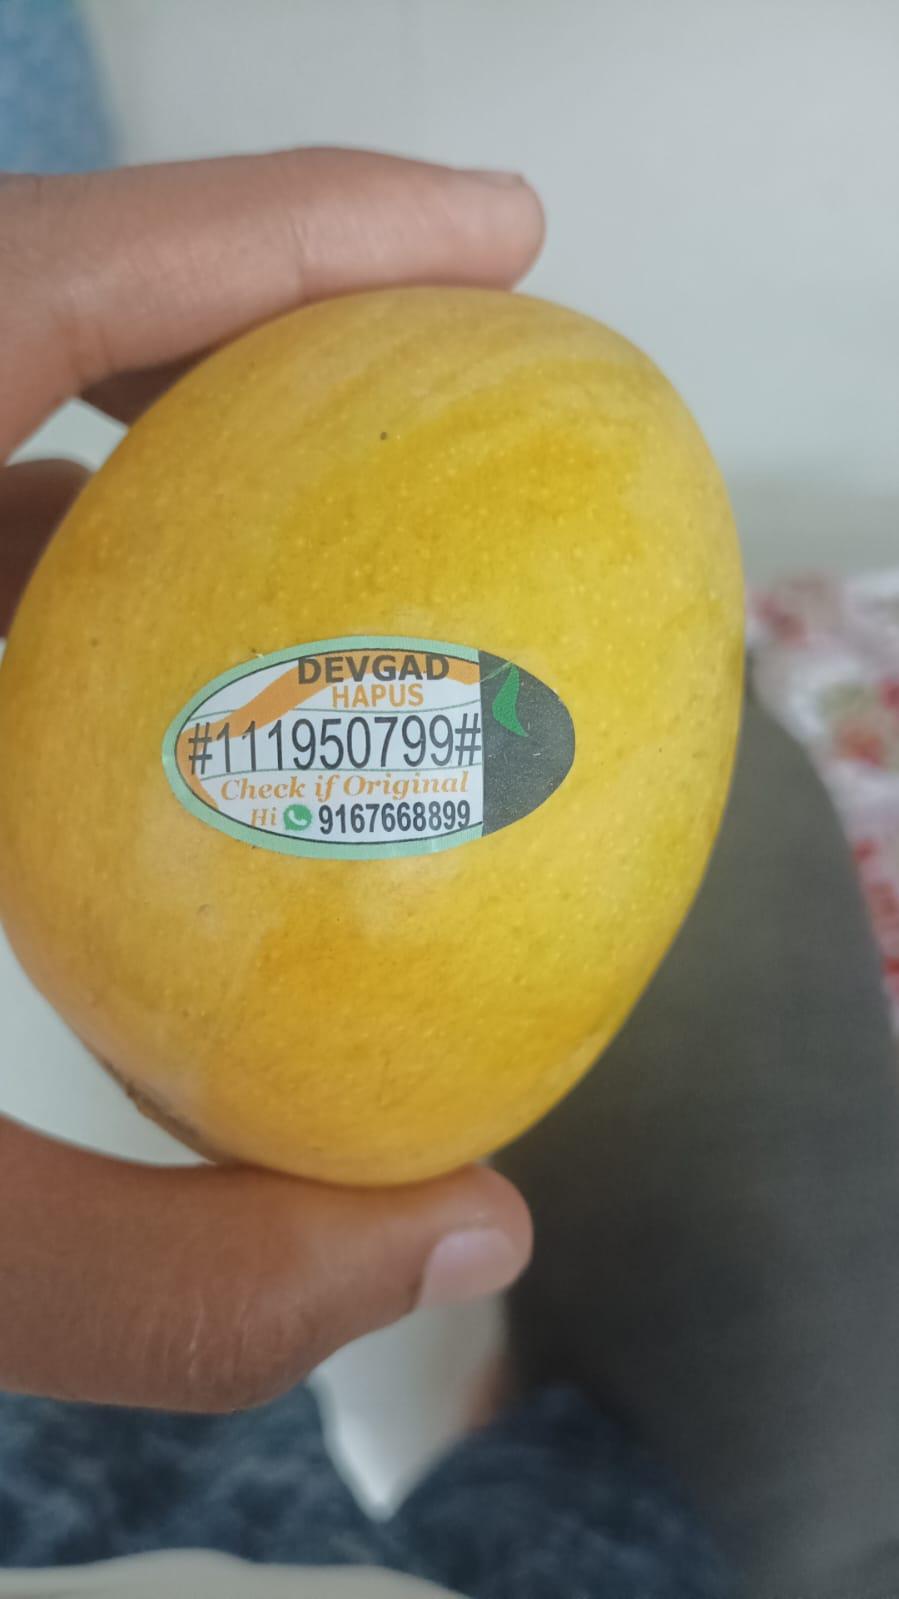 DEVGAD
HAPUS
#111950799#
Check if Original
Hi 9167668899